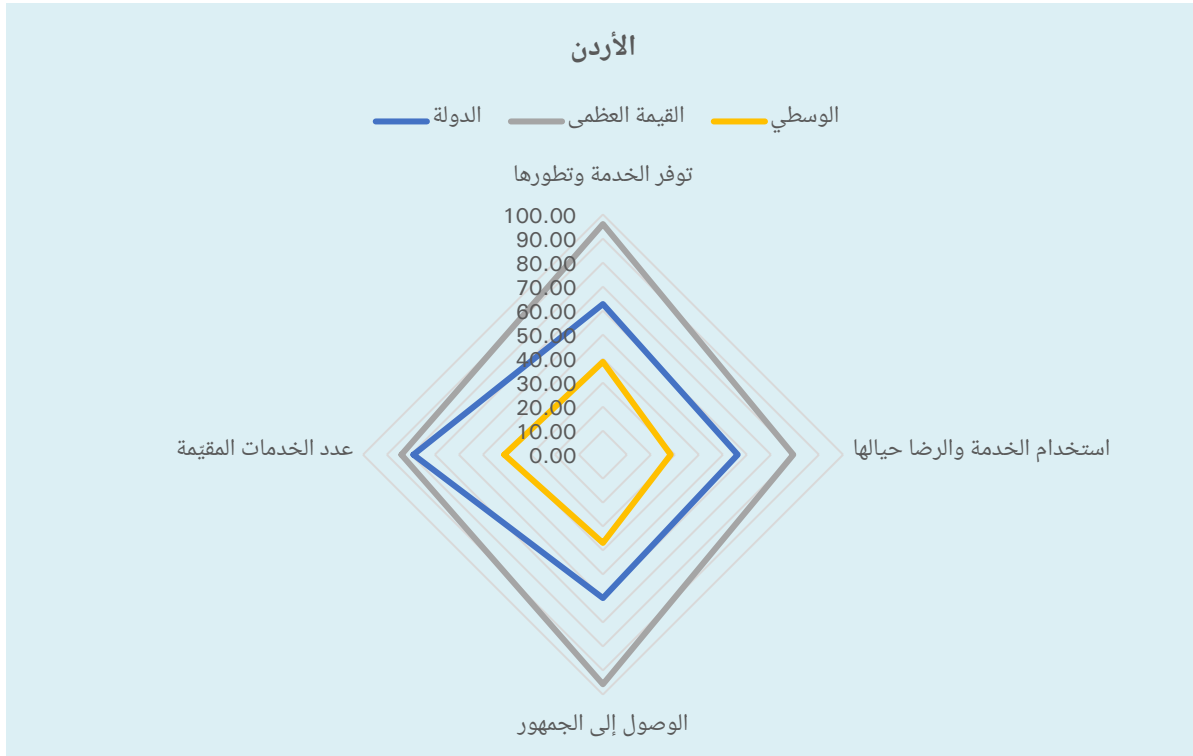 الأردن
الوسطي القيمة العظمى الدولة
توفر الخدمة وتطورها
100.00
90.00
80.00
70.00
60.00
50.00
40.00
30.00
20.00
10.00
0.00
استخدام الخدمة والرضا حيالها
عدد الخدمات المقيّمة
الوصول إلى الجمهور